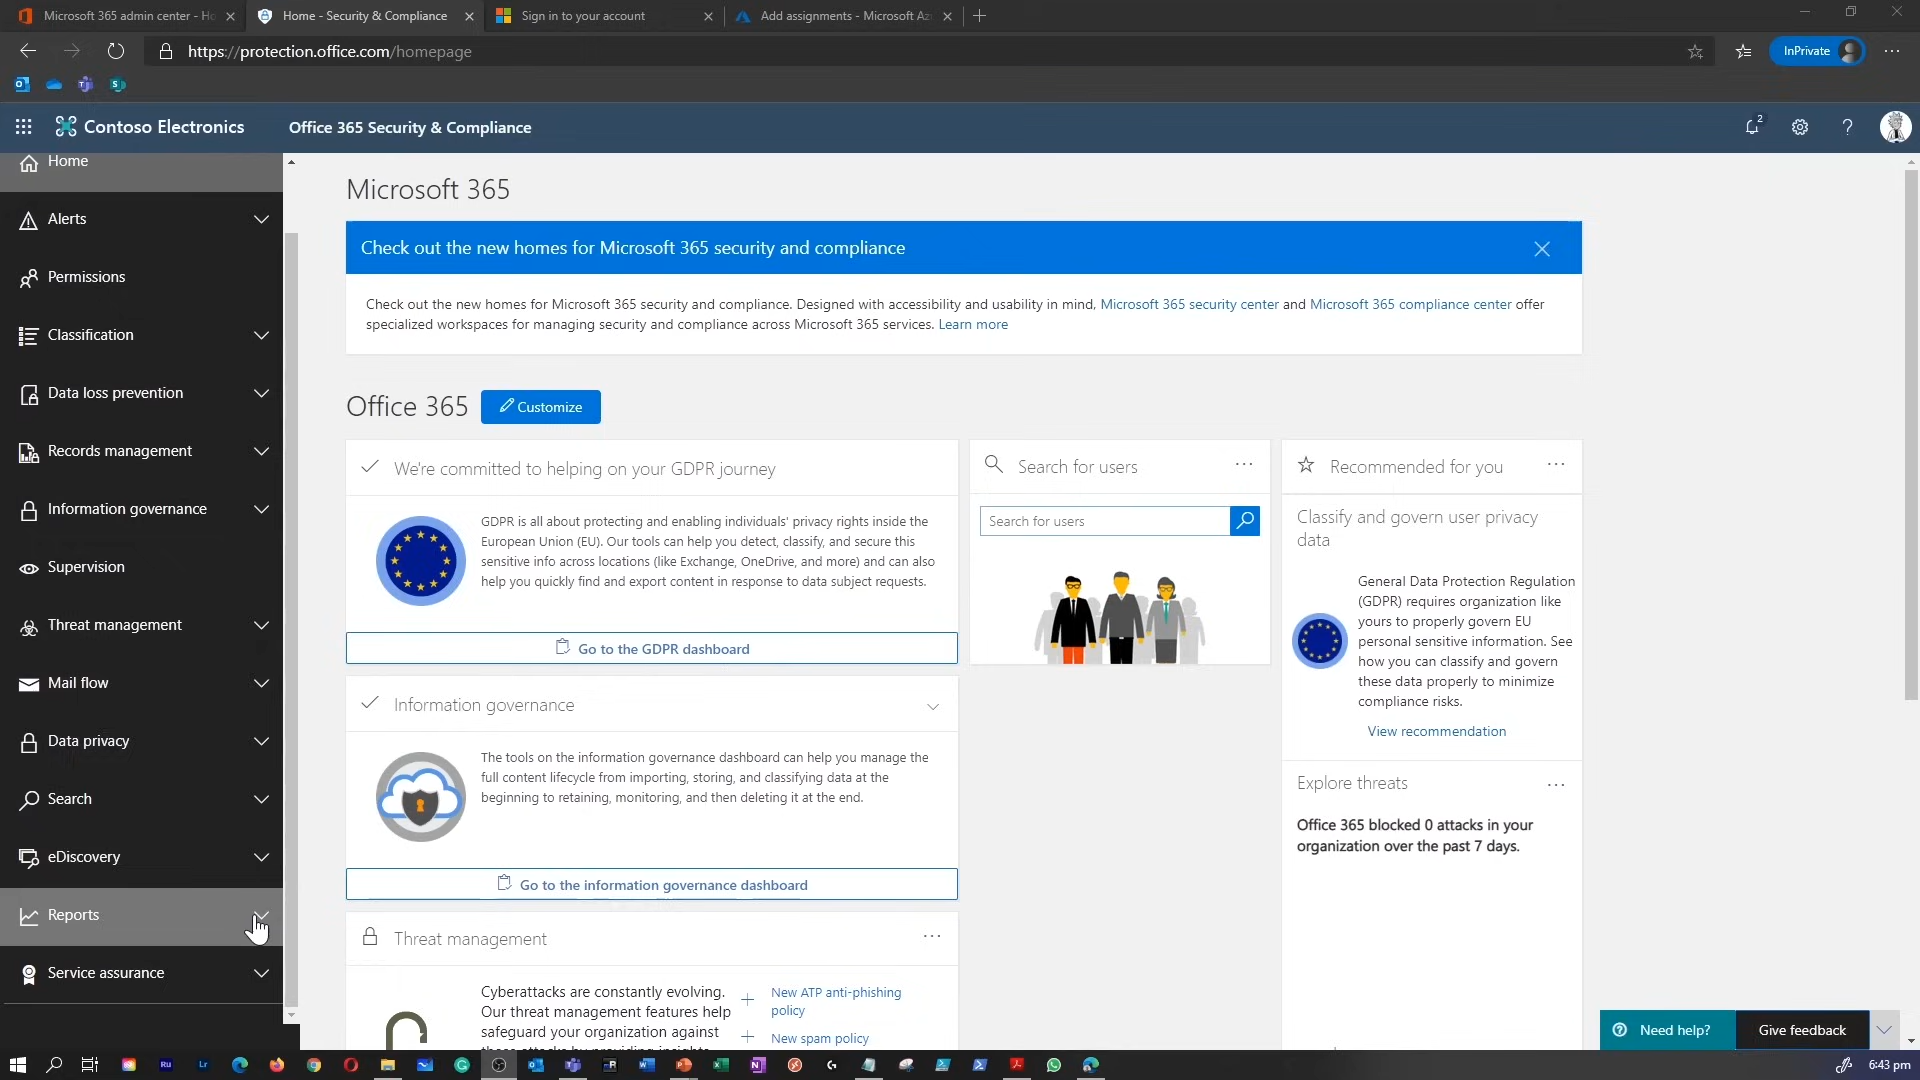 Microsoft 365 admin center - Ho
Home - Security & Compliance
Sign in to your account
Add assignments - Microsoft Az
https://protection.office.com/homepage
InPrivate
Contoso Electronics
Office 365 Security & Compliance
2
Home
Alerts
Permissions
Classification
Data loss prevention
Records management
Information governance
Supervision
Threat management
Mail flow
Data privacy
Search
eDiscovery
Reports
Service assurance
Microsoft 365
Check out the new homes for Microsoft 365 security and compliance
Check out the new homes for Microsoft 365 security and compliance. Designed with accessibility and usability in mind, Microsoft 365 security center and Microsoft 365 compliance center offer
specialized workspaces for managing security and compliance across Microsoft 365 services. Learn more
Office 365
Customize
We're committed to helping on your GDPR journey
GDPR is all about protecting and enabling individuals' privacy rights inside the
European Union (EU). Our tools can help you detect, classify, and secure this
sensitive info across locations (like Exchange, OneDrive, and more) and can also
help you quickly find and export content in response to data subject requests.
Go to the GDPR dashboard
Information governance
The tools on the information governance dashboard can help you manage the
full content lifecycle from importing, storing, and classifying data at the
beginning to retaining, monitoring, and then deleting it at the end.
Go to the information governance dashboard
Threat management
Cyberattacks are constantly evolving.
Our threat management features help
safeguard your organization against
New ATP anti-phishing
policy
New spam policy
Search for users
Search for users
Recommended for you
Classify and govern user privacy
data
General Data Protection Regulation
(GDPR) requires organization like
yours to properly govern EU
personal sensitive information. See
how you can classify and govern
these data properly to minimize
compliance risks.
View recommendation
Explore threats
Office 365 blocked 0 attacks in your
organization over the past 7 days.
Need help?
Give feedback
6:43 pm